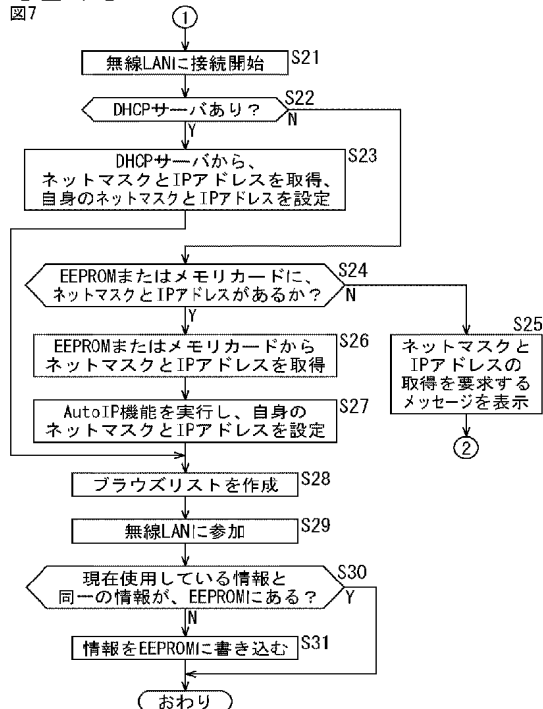 図7
①
無線LANに接続開始 S21
DHCPサーバあり？ S22
N
Y
DHCPサーバから、 S23
ネットマスクとIPアドレスを取得、
自身のネットマスクとIPアドレスを設定
EEPROMまたはメモリカードに、 S24
ネットマスクとIPアドレスがあるか？
N
Y
S25
ネットマスクと
IPアドレスの
取得を要求する
メッセージを表示
②
EEPROMまたはメモリカードから S26
ネットマスクとIPアドレスを取得
AutoIP機能を実行し、自身の S27
ネットマスクとIPアドレスを設定
ブラウズリストを作成 S28
無線LANに参加 S29
現在使用している情報と S30
同一の情報が、EEPROMにある？ Y
N
情報をEEPROMに書き込む S31
おわり